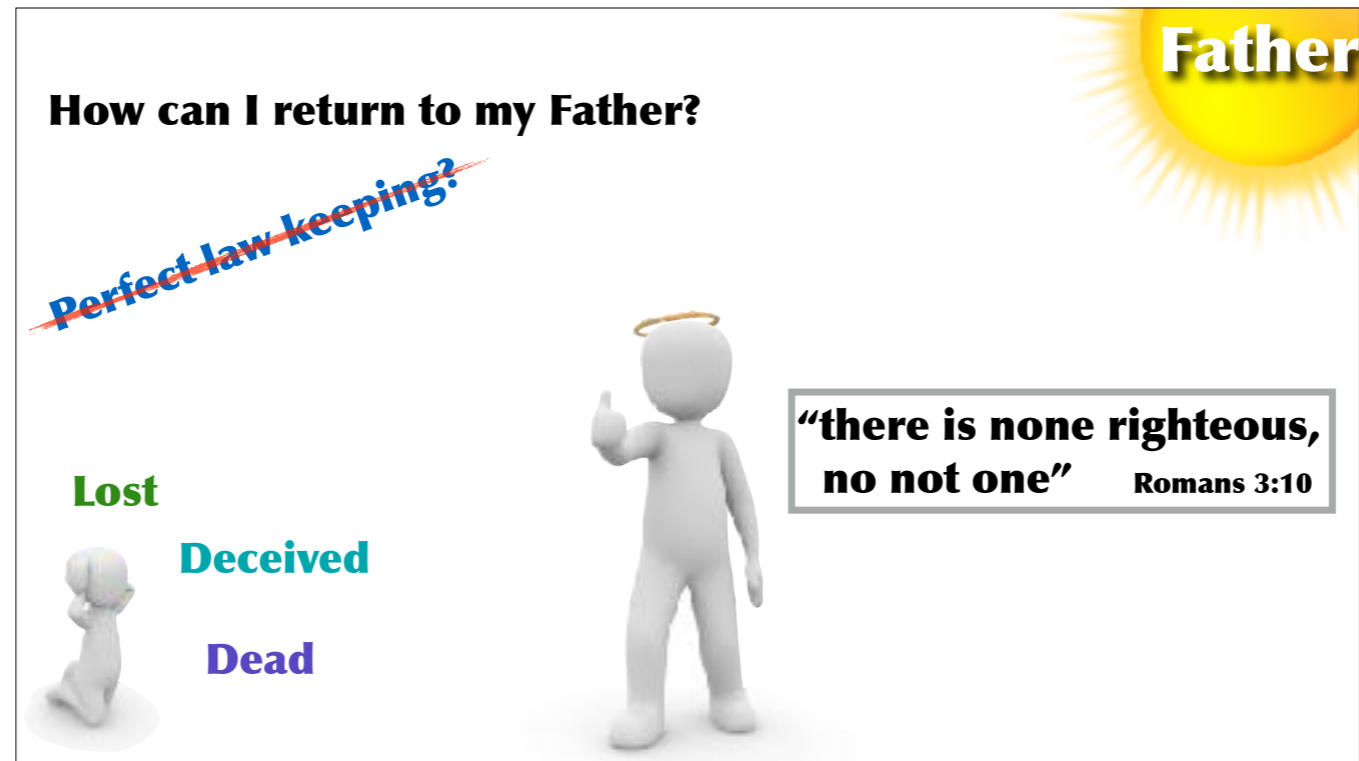 Father
How can I return to my Father?
Perfect law keeping?
“there is none righteous,
no not one” Romans 3:10
Lost
Deceived
Dead